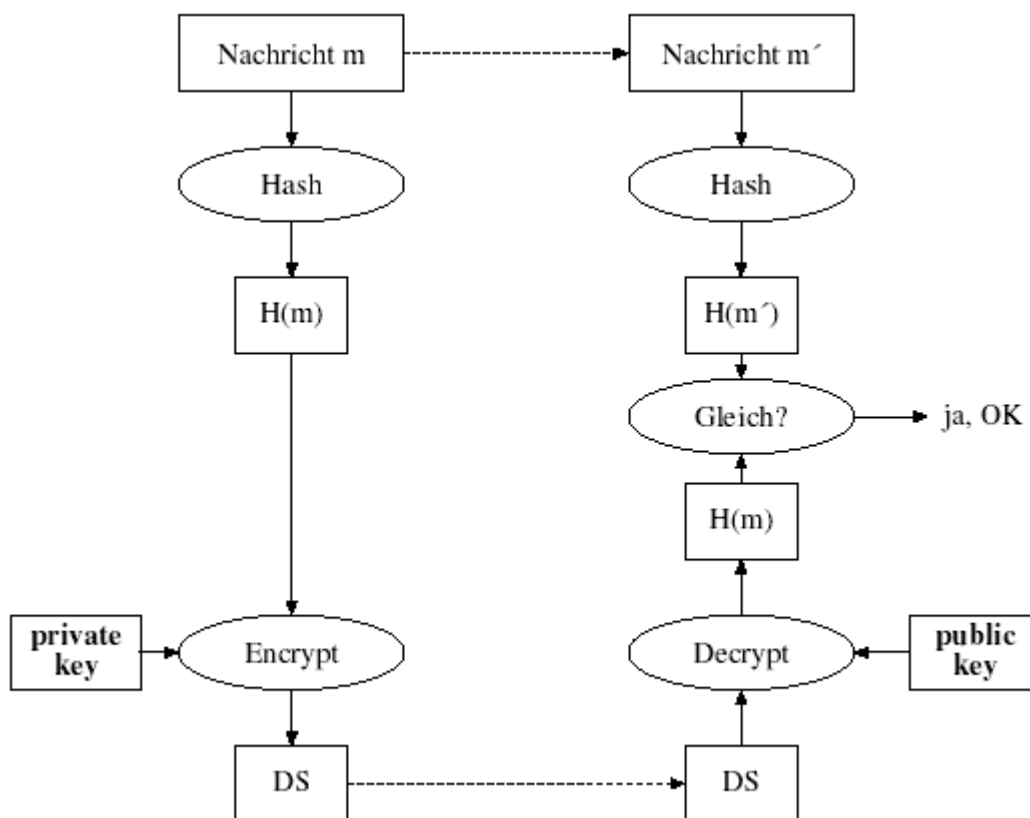 Nachricht m
Nachricht m´
Hash
Hash
H(m)
H(m´)
Gleich?
ja, OK
H(m)
private
key
Encrypt
Decrypt
public
key
DS
DS